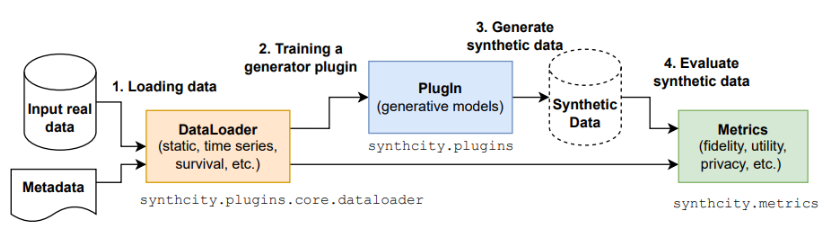 3. Generate
synthetic data
2. Training a
generator plugin
4. Evaluate
synthetic data
1. Loading data
Input real
data
PlugIn
(generative models)
Synthetic
Data
DataLoader
(static, time series,
survival, etc.)
Metrics
(fidelity, utility,
privacy, etc.)
synthcity.plugins
Metadata
synthcity.plugins.core.dataloader
synthcity.metrics